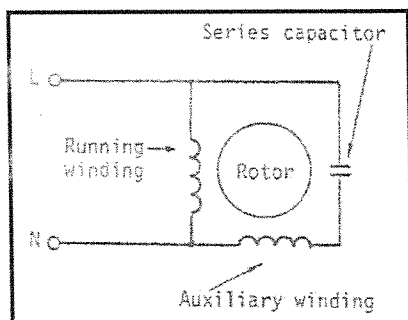 Series capacitor
L
Running
winding
Rotor
N
Auxiliary winding